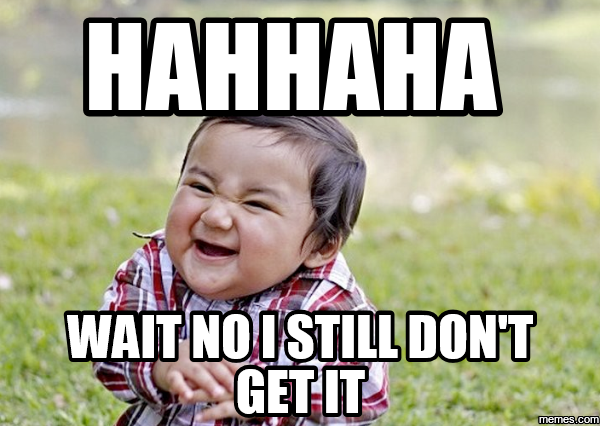 HAHHAHA
WAIT NO I STILL DON'T
GET IT
memes.com